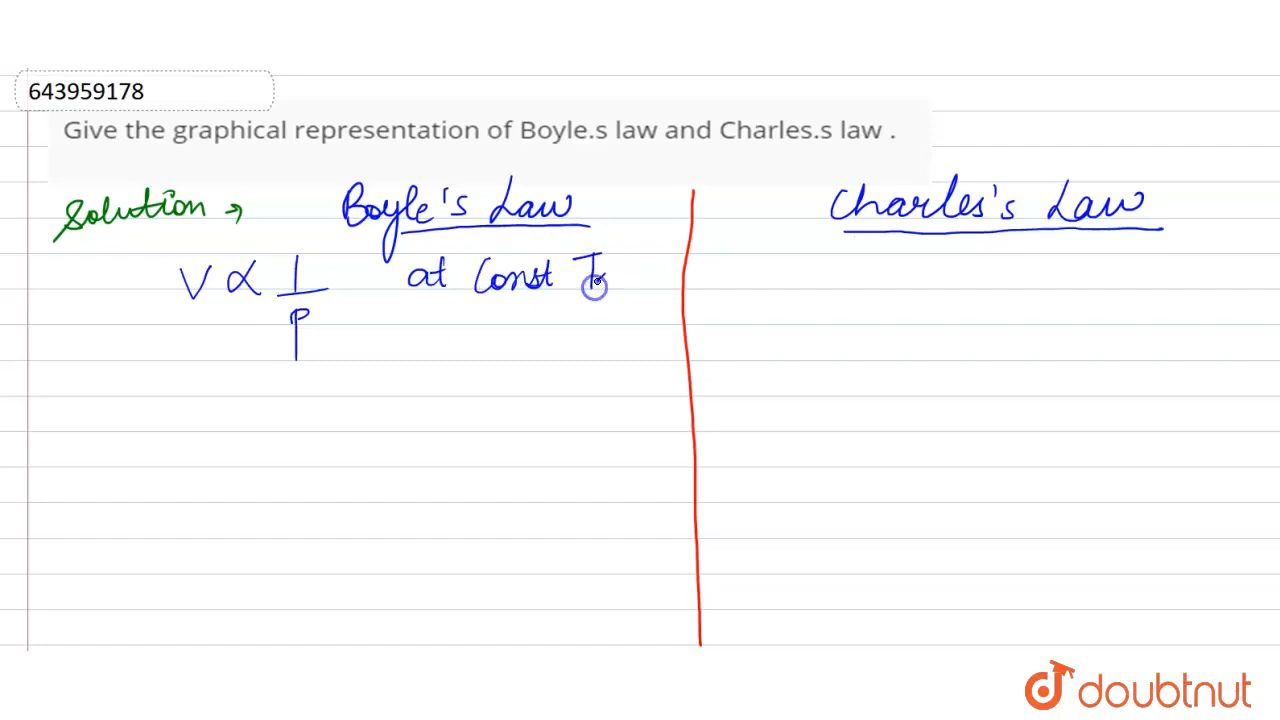 643959178
Give the graphical representation of Boyle.s law and Charles.s law .
Solution → Boyle's Law
V ∝ 1/P at Const T
Charles's Law
doubtnut